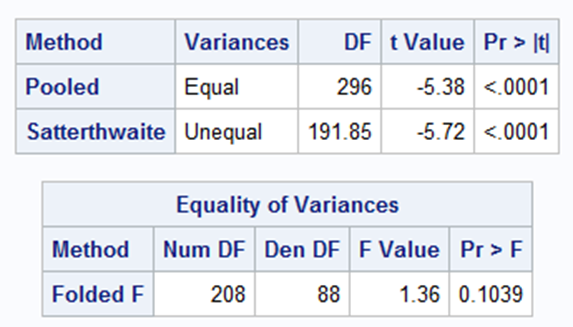 Method Variances DF t Value Pr > |t|
Pooled Equal 296 -5.38 <.0001
Satterthwaite Unequal 191.85 -5.72 <.0001
Equality of Variances
Method Num DF Den DF F Value Pr > F
Folded F 208 88 1.36 0.1039